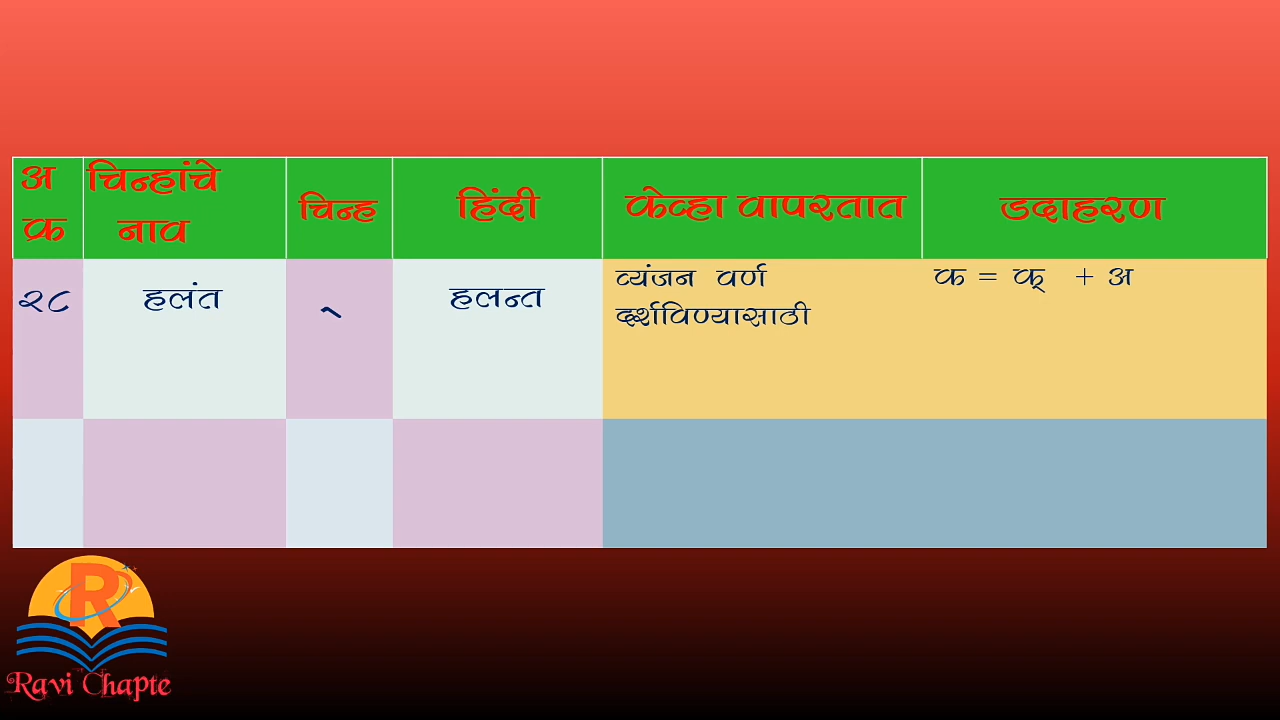 अ क्र चिन्हांचे नाव चिन्ह हिंदी केव्हा वापरतात उदाहरण
२८ हलंत ् हलन्त व्यंजन वर्ण दर्शविण्यासाठी क = क् + अ
Ravi Chapte